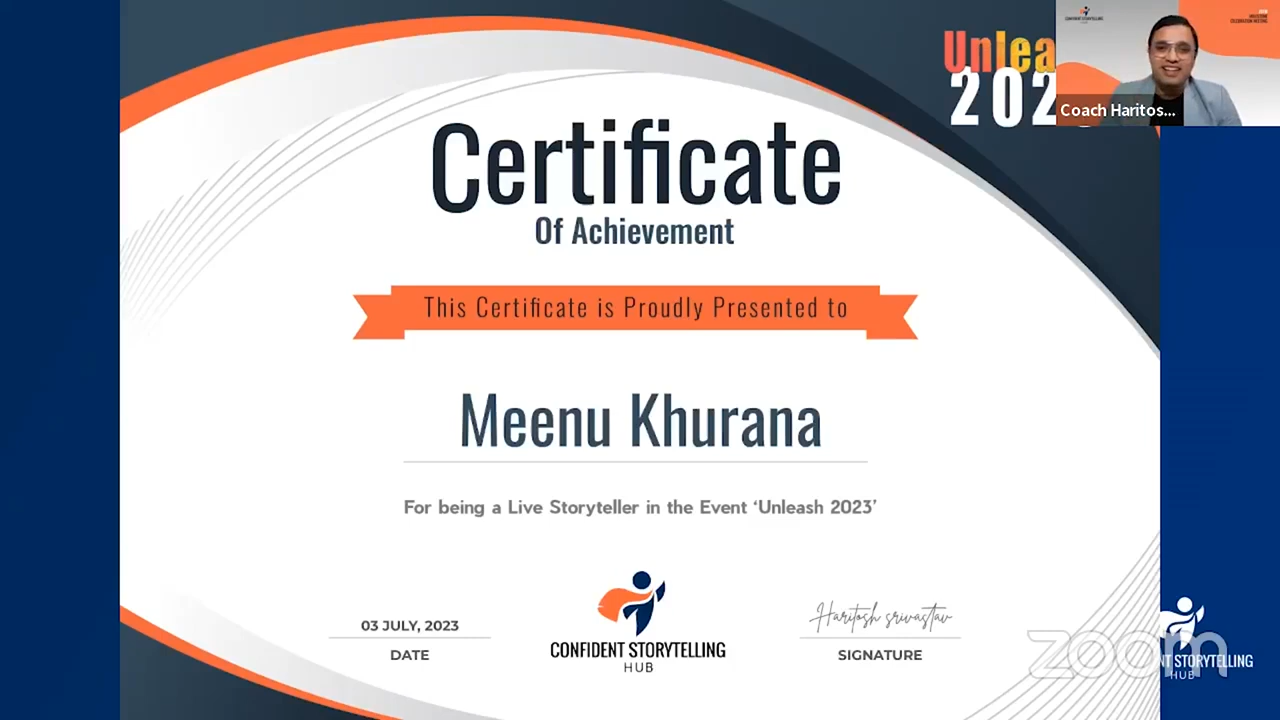 Unlea
202
CONFIDENT STORYTELLING
Coach Haritos...
Certificate
Of Achievement
This Certificate is Proudly Presented to
Meenu Khurana
For being a Live Storyteller in the Event ‘Unleash 2023’
03 JULY, 2023
DATE
CONFIDENT STORYTELLING
HUB
Haritosh srivastav
SIGNATURE
zoom
NT STORYTELLING
HUB